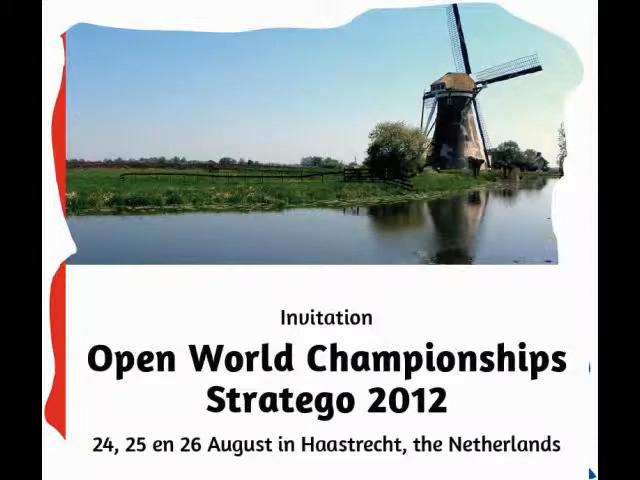 Invitation
Open World Championships
Stratego 2012
24, 25 en 26 August in Haastrecht, the Netherlands